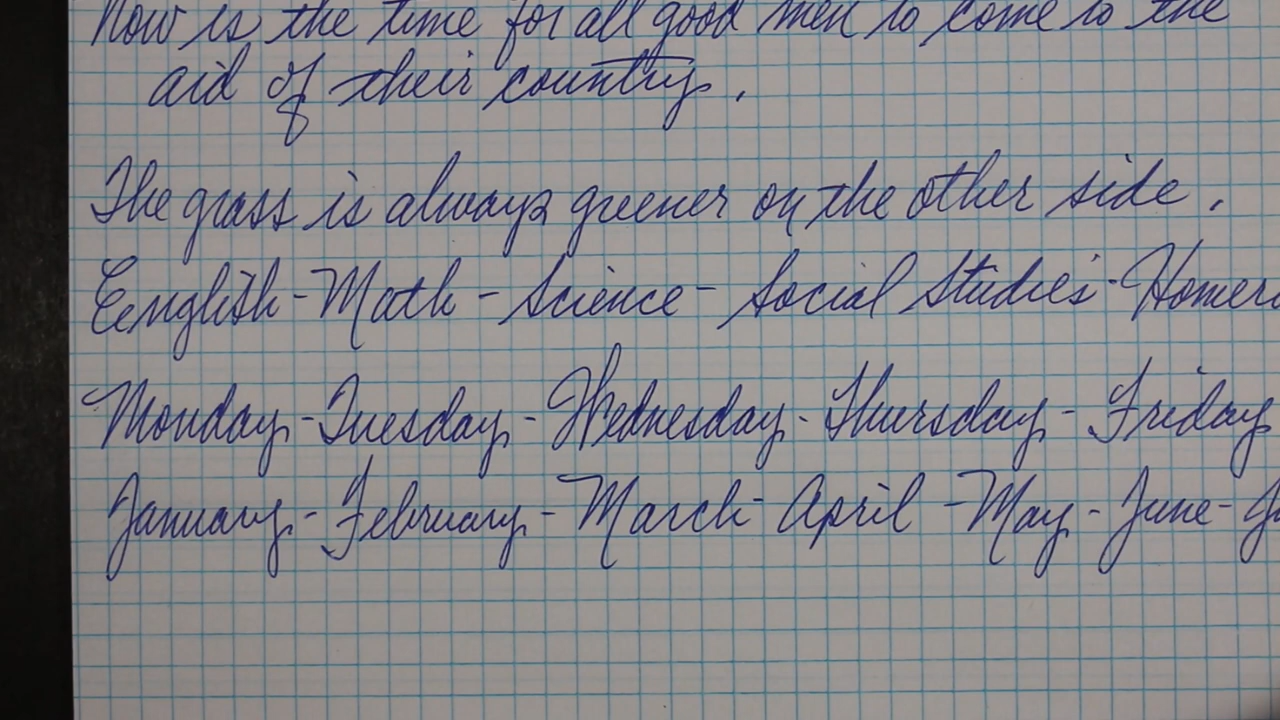 Now is the time for all good men to come to the
aid of their country.
The grass is always greener on the other side.
English - Math - Science - Social Studies - Homero
Monday - Tuesday - Wednesday - Thursday - Friday
January - February - March - April - May - June - Ju